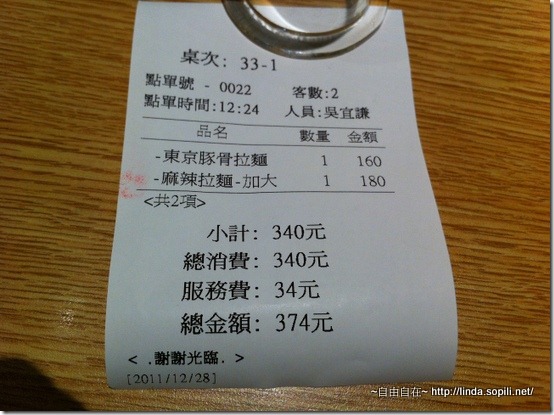 桌次: 33-1
點單號 - 0022 客數:2
點單時間:12:24 人員:吳宜謙
品名 數量 金額
-東京豚骨拉麵 1 160
-麻辣拉麵-加大 1 180
<共2項>
小計: 340元
總消費: 340元
服務費: 34元
總金額: 374元
< .謝謝光臨. >
[2011/12/28]
~自由自在~ http://linda.sopili.net/